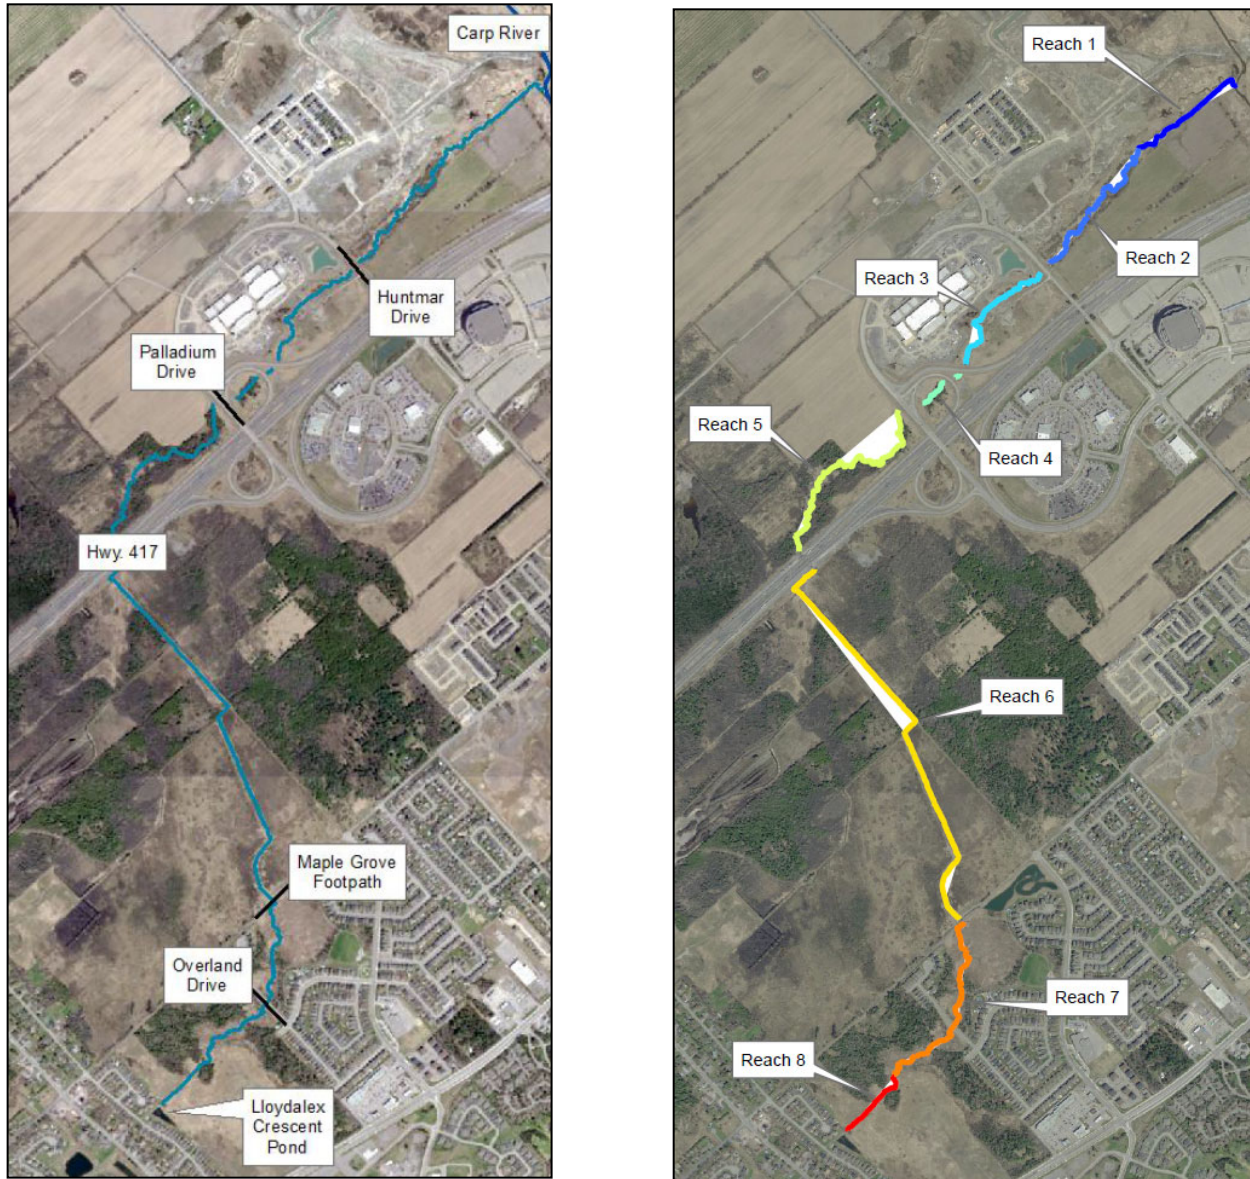 Carp River
Huntmar
Drive
Palladium
Drive
Hwy. 417
Maple Grove
Footpath
Overland
Drive
Lloydalex
Crescent
Pond
Reach 1
Reach 2
Reach 3
Reach 4
Reach 5
Reach 6
Reach 7
Reach 8